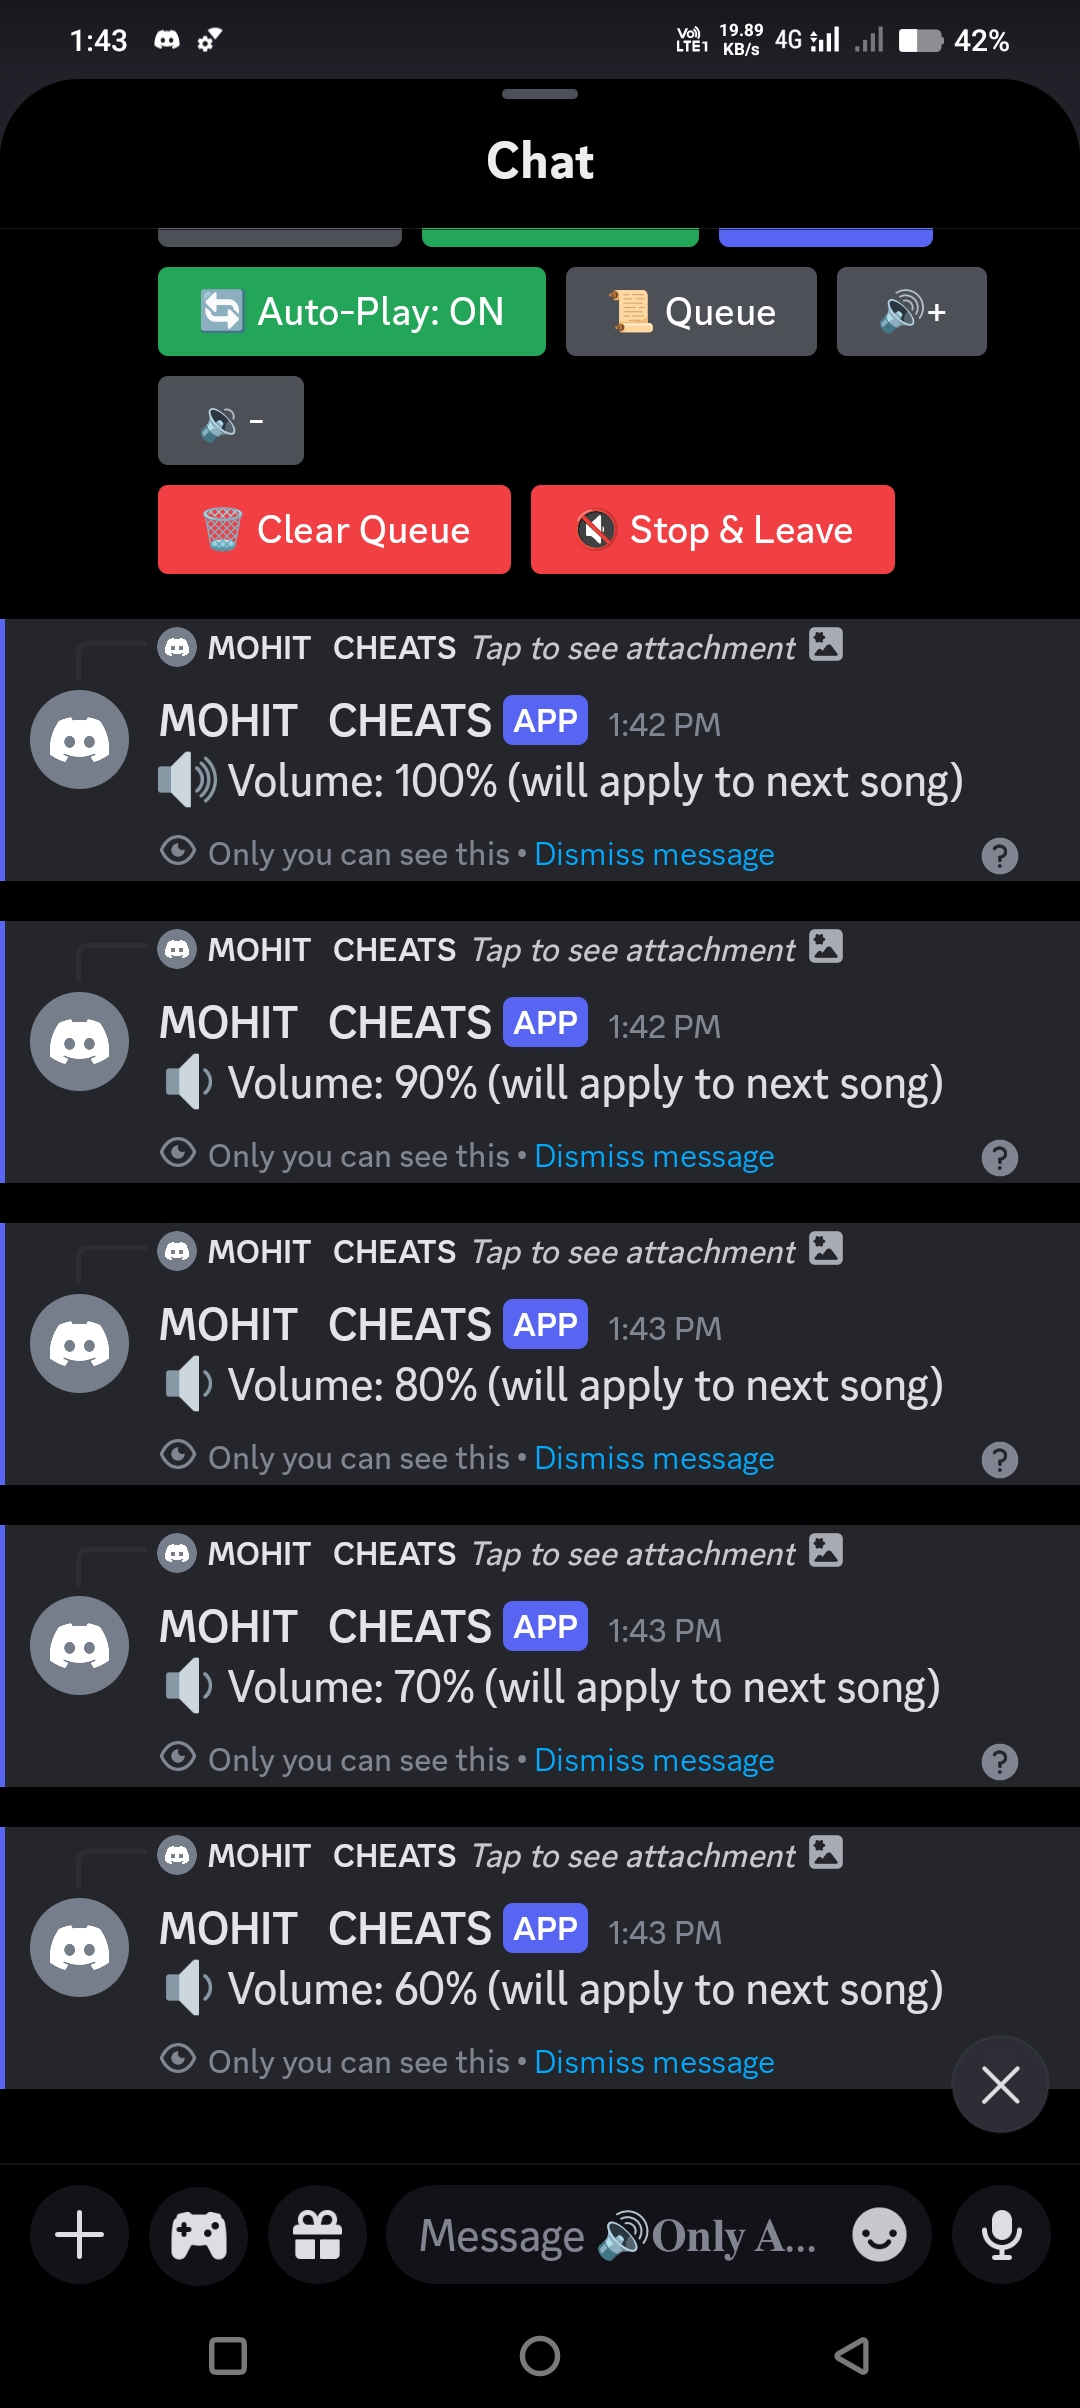 1:43 Vo)) LTE1 19.89 KB/s 4G 42%
Chat
🔄 Auto-Play: ON 📜 Queue 🔊+
🔉 -
🗑️ Clear Queue 🔇 Stop & Leave
MOHIT CHEATS Tap to see attachment
MOHIT CHEATS APP 1:42 PM
🔊 Volume: 100% (will apply to next song)
Only you can see this • Dismiss message ?
MOHIT CHEATS Tap to see attachment
MOHIT CHEATS APP 1:42 PM
🔉 Volume: 90% (will apply to next song)
Only you can see this • Dismiss message ?
MOHIT CHEATS Tap to see attachment
MOHIT CHEATS APP 1:43 PM
🔉 Volume: 80% (will apply to next song)
Only you can see this • Dismiss message ?
MOHIT CHEATS Tap to see attachment
MOHIT CHEATS APP 1:43 PM
🔉 Volume: 70% (will apply to next song)
Only you can see this • Dismiss message ?
MOHIT CHEATS Tap to see attachment
MOHIT CHEATS APP 1:43 PM
🔉 Volume: 60% (will apply to next song)
Only you can see this • Dismiss message
Message 🔊Only A...